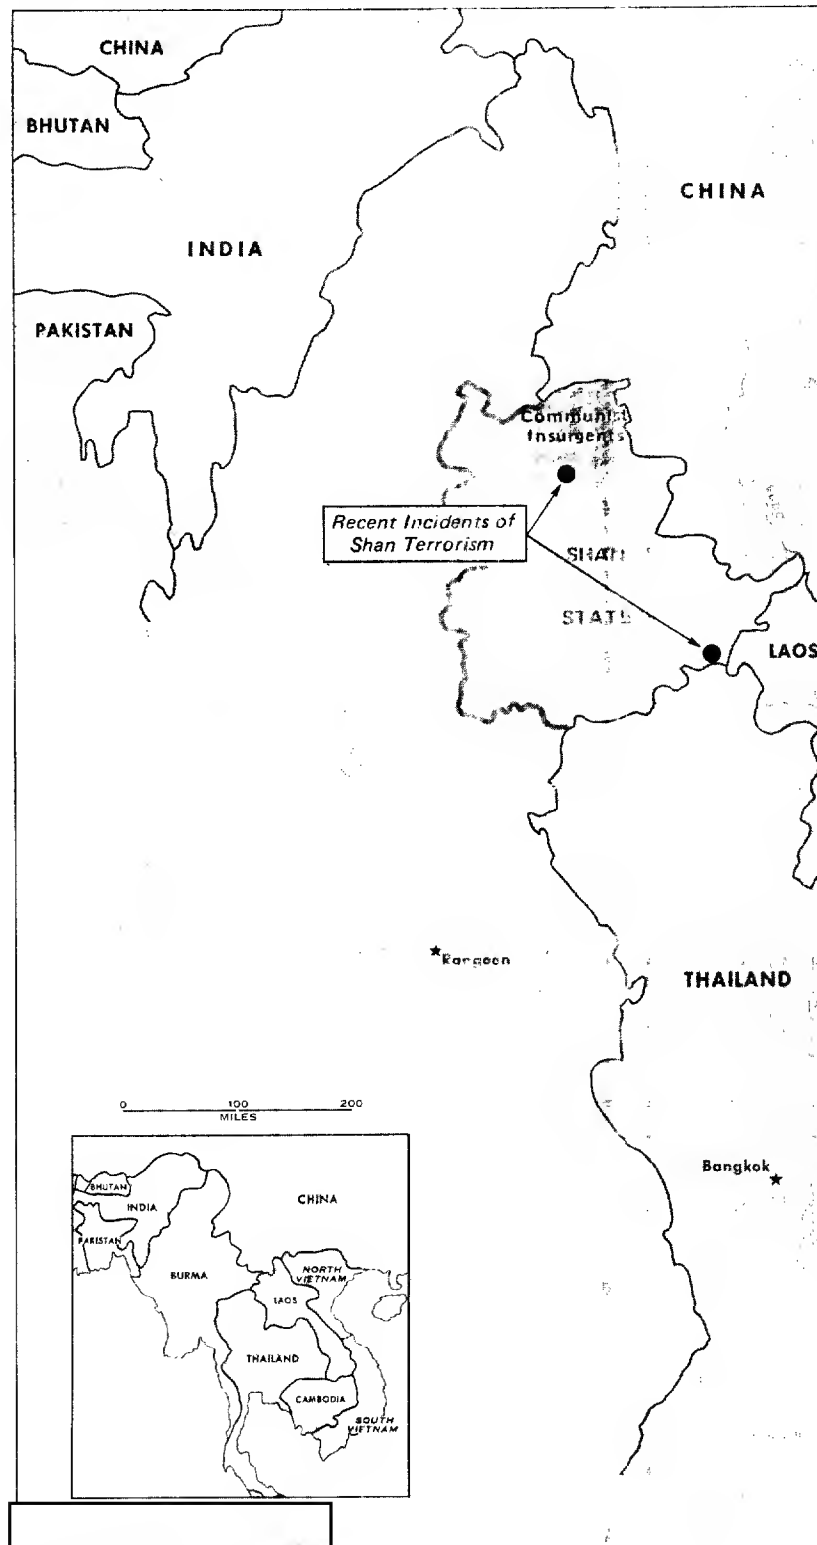 CHINA
BHUTAN
CHINA
INDIA
PAKISTAN
Communist
Insurgents
Recent Incidents of
Shan Terrorism
SHAN
STATE
LAOS
Rangoon
THAILAND
0 100 200
MILES
Bangkok
BHUTAN
INDIA
CHINA
PAKISTAN
BURMA
NORTH
VIETNAM
LAOS
THAILAND
CAMBODIA
SOUTH
VIETNAM